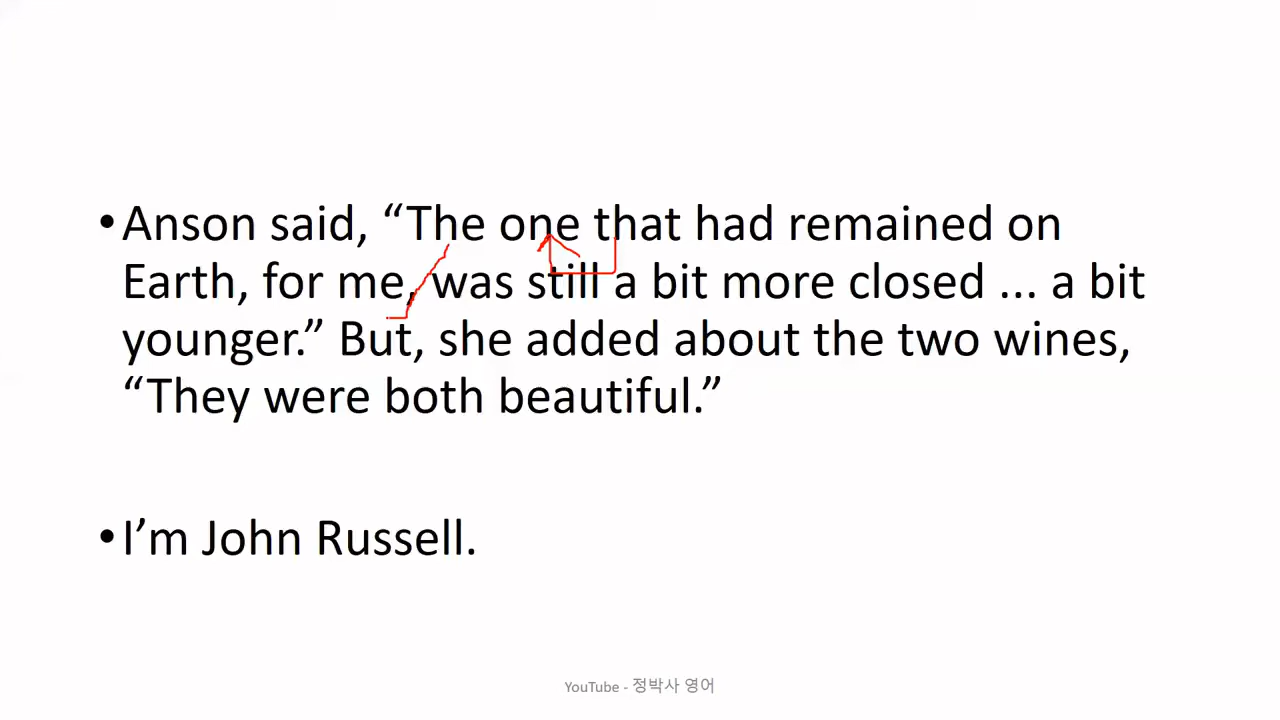 •Anson said, “The one that had remained on
Earth, for me, was still a bit more closed ... a bit
younger.” But, she added about the two wines,
“They were both beautiful.”
•I’m John Russell.
YouTube - 정박사 영어